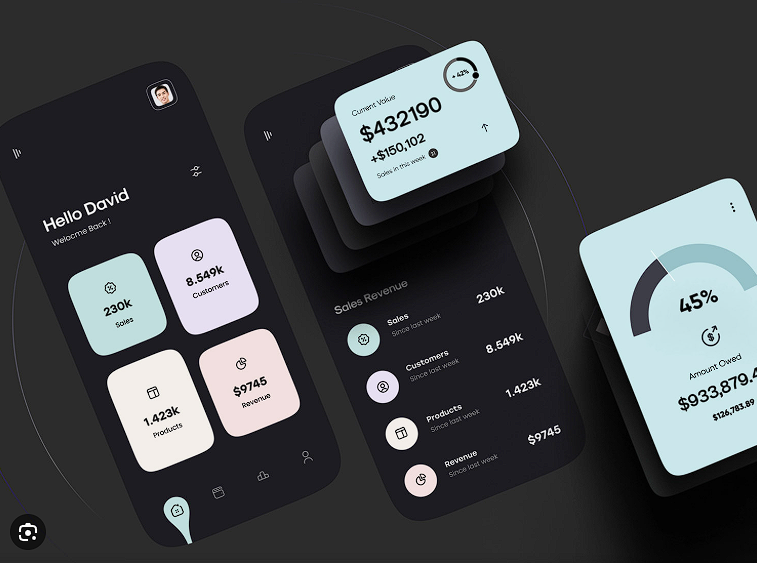 Hello David
Welocme Back !
230k
Sales
8.549k
Customers
1.423k
Products
$9745
Revenue
+ 42%
Current Value
$432190
+$150,102
Sales in this week
Sales Revenue
Sales
Since last week
230k
Customers
Since last week
8.549k
Products
Since last week
1.423k
Revenue
Since last week
$9745
45%
Amount Owed
$933,879.4
$126,783.89